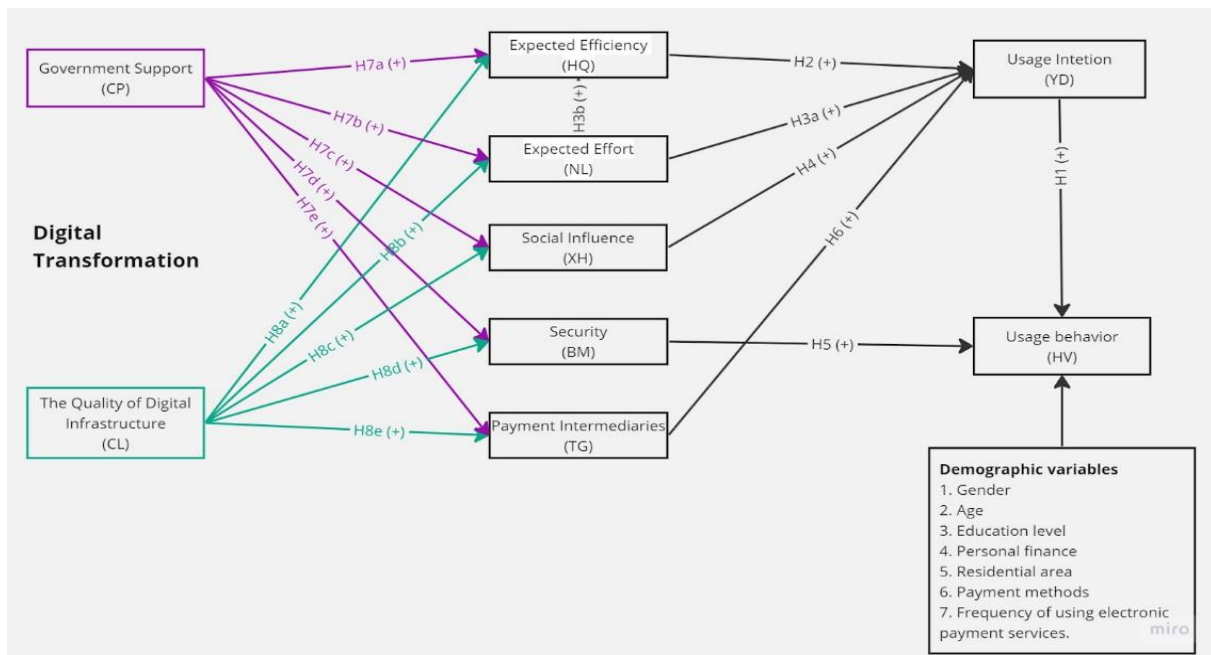 Government Support
(CP)
Digital
Transformation
The Quality of Digital
Infrastructure
(CL)
H7a (+)
H7b (+)
H7c (+)
H7d (+)
H7e (+)
H8a (+)
H8b (+)
H8c (+)
H8d (+)
H8e (+)
Expected Efficiency
(HQ)
H3b (+)
Expected Effort
(NL)
Social Influence
(XH)
Security
(BM)
Payment Intermediaries
(TG)
H2 (+)
H3a (+)
H4 (+)
H6 (+)
H5 (+)
Usage Intetion
(YD)
H1 (+)
Usage behavior
(HV)
Demographic variables
1. Gender
2. Age
3. Education level
4. Personal finance
5. Residential area
6. Payment methods
7. Frequency of using electronic
payment services.
miro